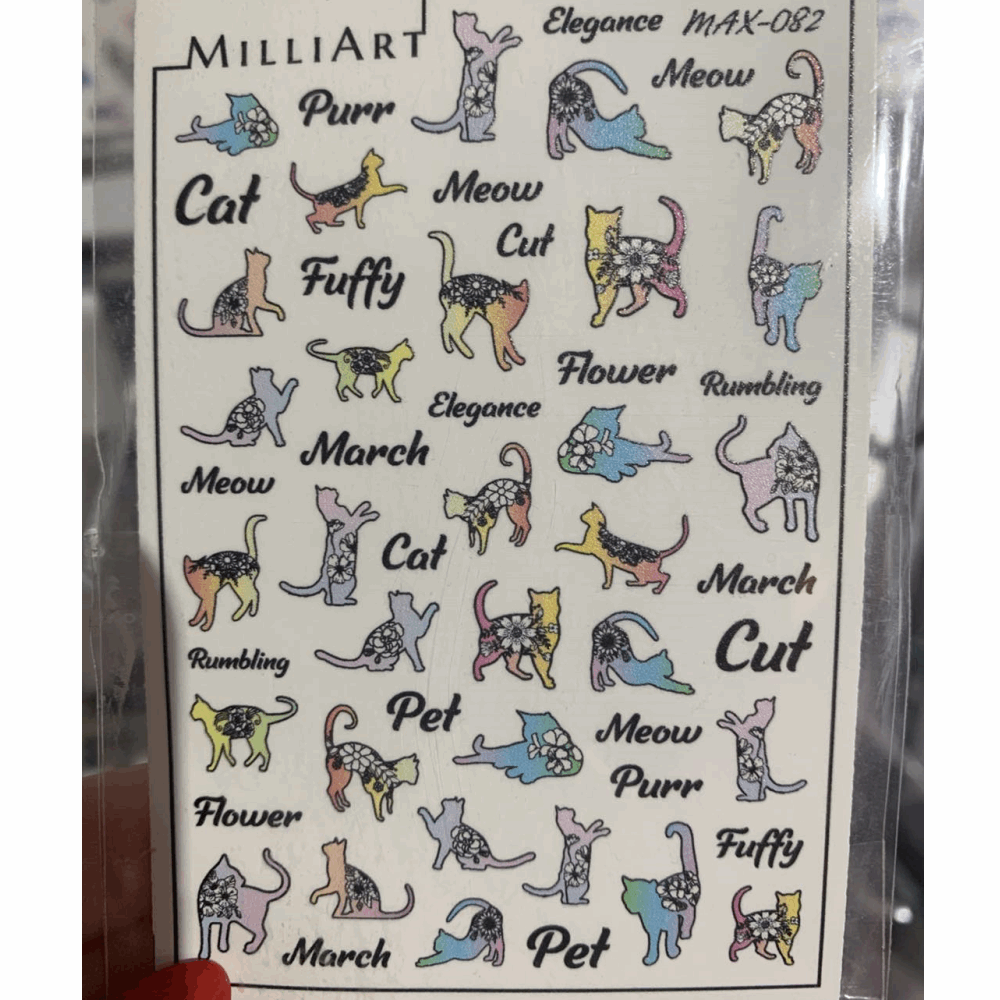 Elegance MAX-082
MILLIART
Meow
Purr
Cat
Meow
Cut
Fuffy
Flower
Rumbling
Elegance
March
Meow
Cat
March
Cut
Rumbling
Pet
Meow
Purr
Flower
Fuffy
March
Pet